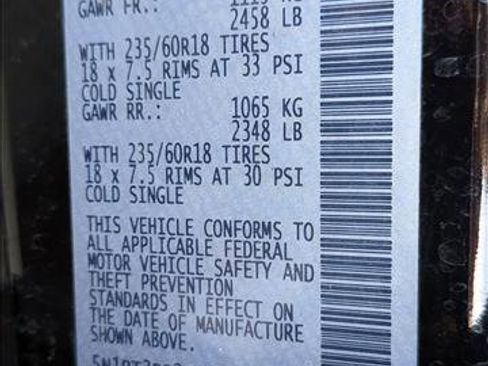 GAWR FR.:
2458 LB
WITH 235/60R18 TIRES
18 x 7.5 RIMS AT 33 PSI
COLD SINGLE
GAWR RR.: 1065 KG
2348 LB
WITH 235/60R18 TIRES
18 x 7.5 RIMS AT 30 PSI
COLD SINGLE
THIS VEHICLE CONFORMS TO
ALL APPLICABLE FEDERAL
MOTOR VEHICLE SAFETY AND
THEFT PREVENTION
STANDARDS IN EFFECT ON
THE DATE OF MANUFACTURE
SHOWN ABOVE.